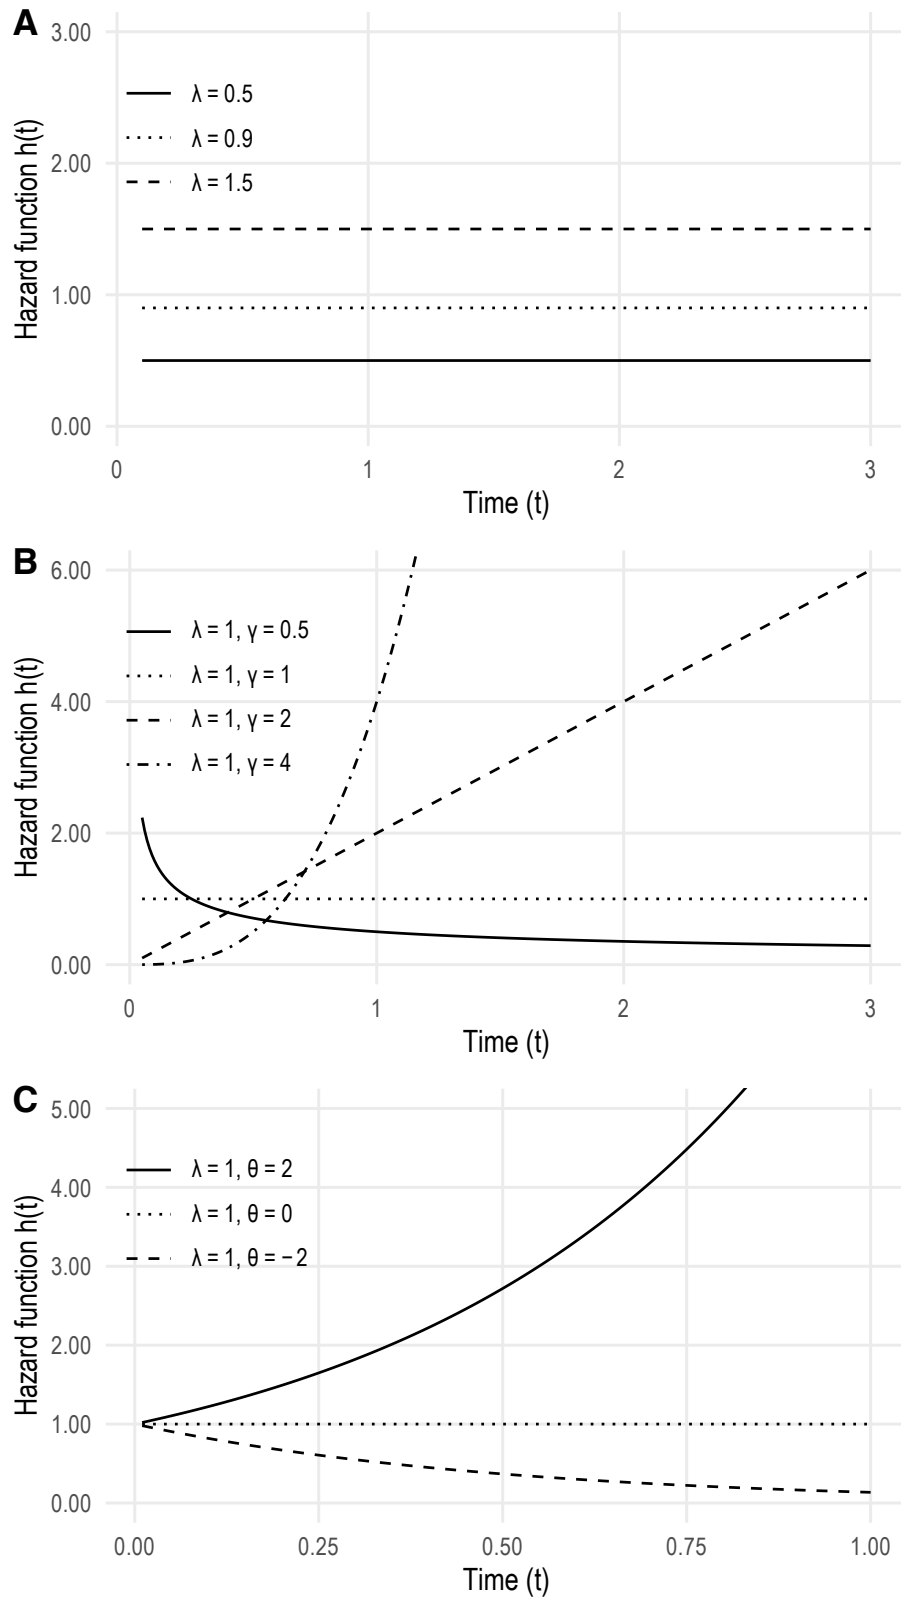 A
Hazard function h(t)
3.00
2.00
1.00
0.00
λ = 0.5
λ = 0.9
λ = 1.5
0 1 2 3
Time (t)
B
Hazard function h(t)
6.00
4.00
2.00
0.00
λ = 1, γ = 0.5
λ = 1, γ = 1
λ = 1, γ = 2
λ = 1, γ = 4
0 1 2 3
Time (t)
C
Hazard function h(t)
5.00
4.00
3.00
2.00
1.00
0.00
λ = 1, θ = 2
λ = 1, θ = 0
λ = 1, θ = −2
0.00 0.25 0.50 0.75 1.00
Time (t)